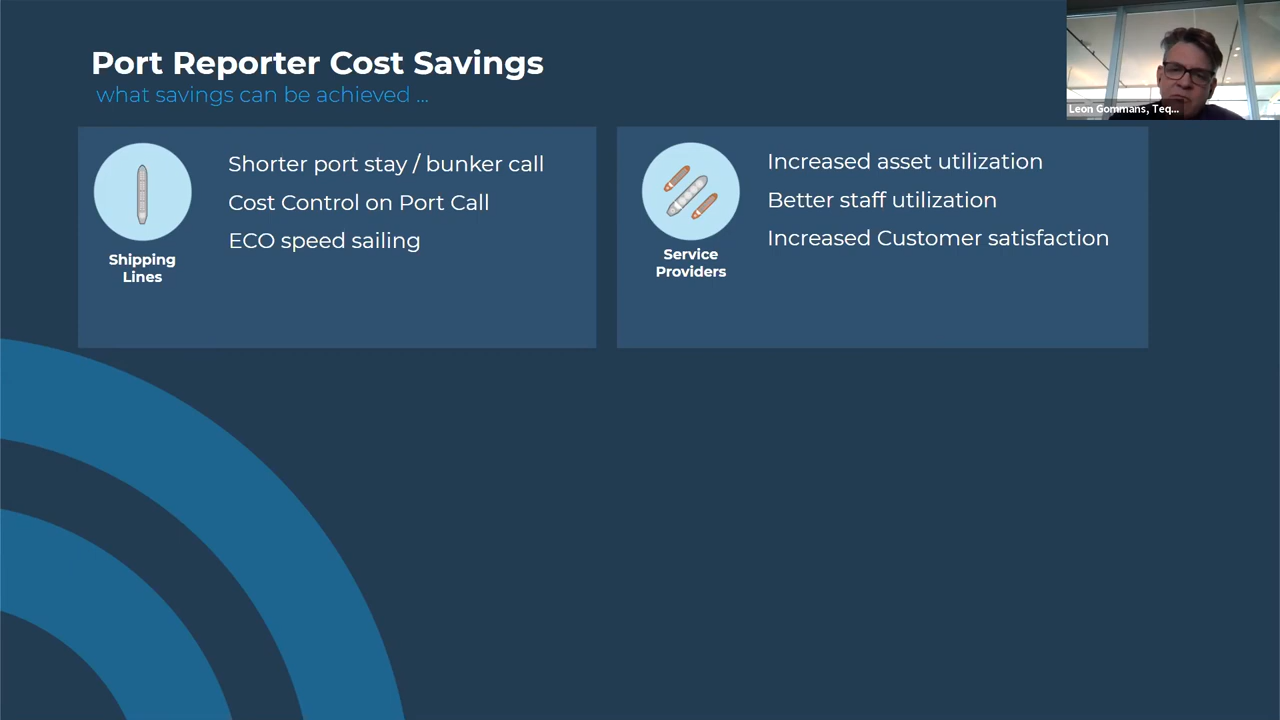 Port Reporter Cost Savings
what savings can be achieved ...
Leon Gommans, Teq...
Shorter port stay / bunker call
Cost Control on Port Call
ECO speed sailing
Shipping
Lines
Increased asset utilization
Better staff utilization
Increased Customer satisfaction
Service
Providers